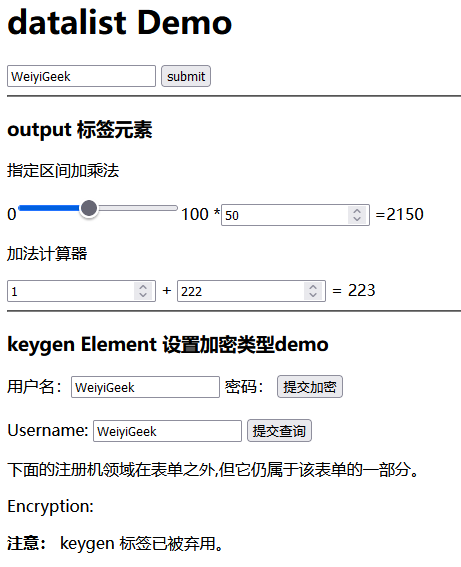 datalist Demo
WeiyiGeek submit
output 标签元素
指定区间加乘法
0 100 * 50 =2150
加法计算器
1 + 222 = 223
keygen Element 设置加密类型demo
用户名： WeiyiGeek 密码： 提交加密
Username: WeiyiGeek 提交查询
下面的注册机领域在表单之外,但它仍属于该表单的一部分。
Encryption:
注意： keygen 标签已被弃用。